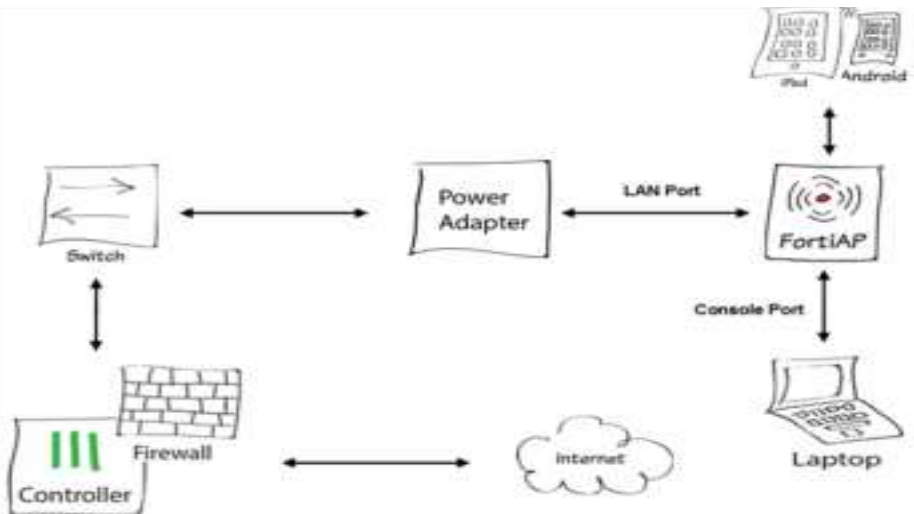 iPad
Android
Power
Adapter
LAN Port
FortiAP
Switch
Console Port
Firewall
Controller
Internet
Laptop